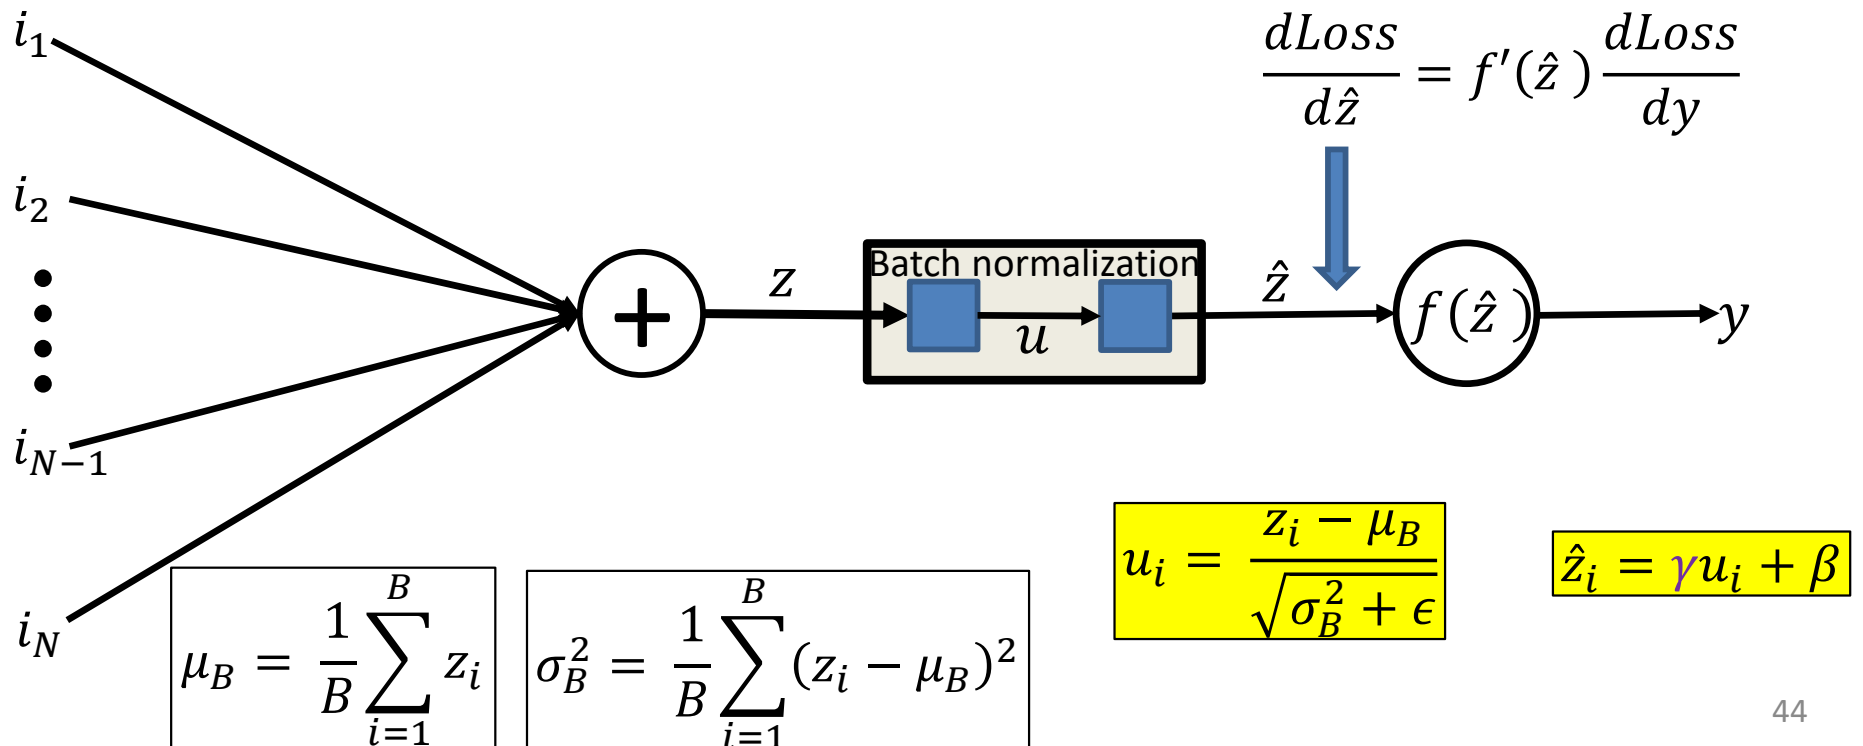 i₁
dLoss/dẑ = f′(ẑ) dLoss/dy
i₂
+
z
Batch normalization
u
ẑ
f(ẑ)
y
i_{N−1}
i_N
μ_B = 1/B ∑_{i=1}^{B} z_i
σ_B² = 1/B ∑_{i=1}^{B} (z_i − μ_B)²
u_i = (z_i − μ_B)/√(σ_B² + ϵ)
ẑ_i = γu_i + β
44